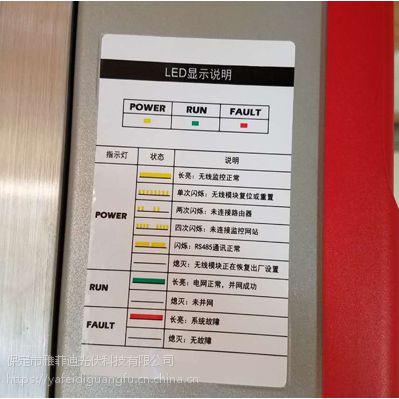 LED显示说明
POWER RUN FAULT
指示灯 状态 说明
长亮：无线监控正常
单次闪烁：无线模块复位或重置
两次闪烁：未连接路由器
POWER 四次闪烁：未连接监控网站
闪烁：RS485通讯正常
熄灭：无线模块正在恢复出厂设置
RUN 长亮：电网正常，并网成功
熄灭：未并网
FAULT 长亮：系统故障
熄灭：无故障
保定市雅菲迪光伏科技有限公司
https://yafeidiguangfu.cn.china.cn